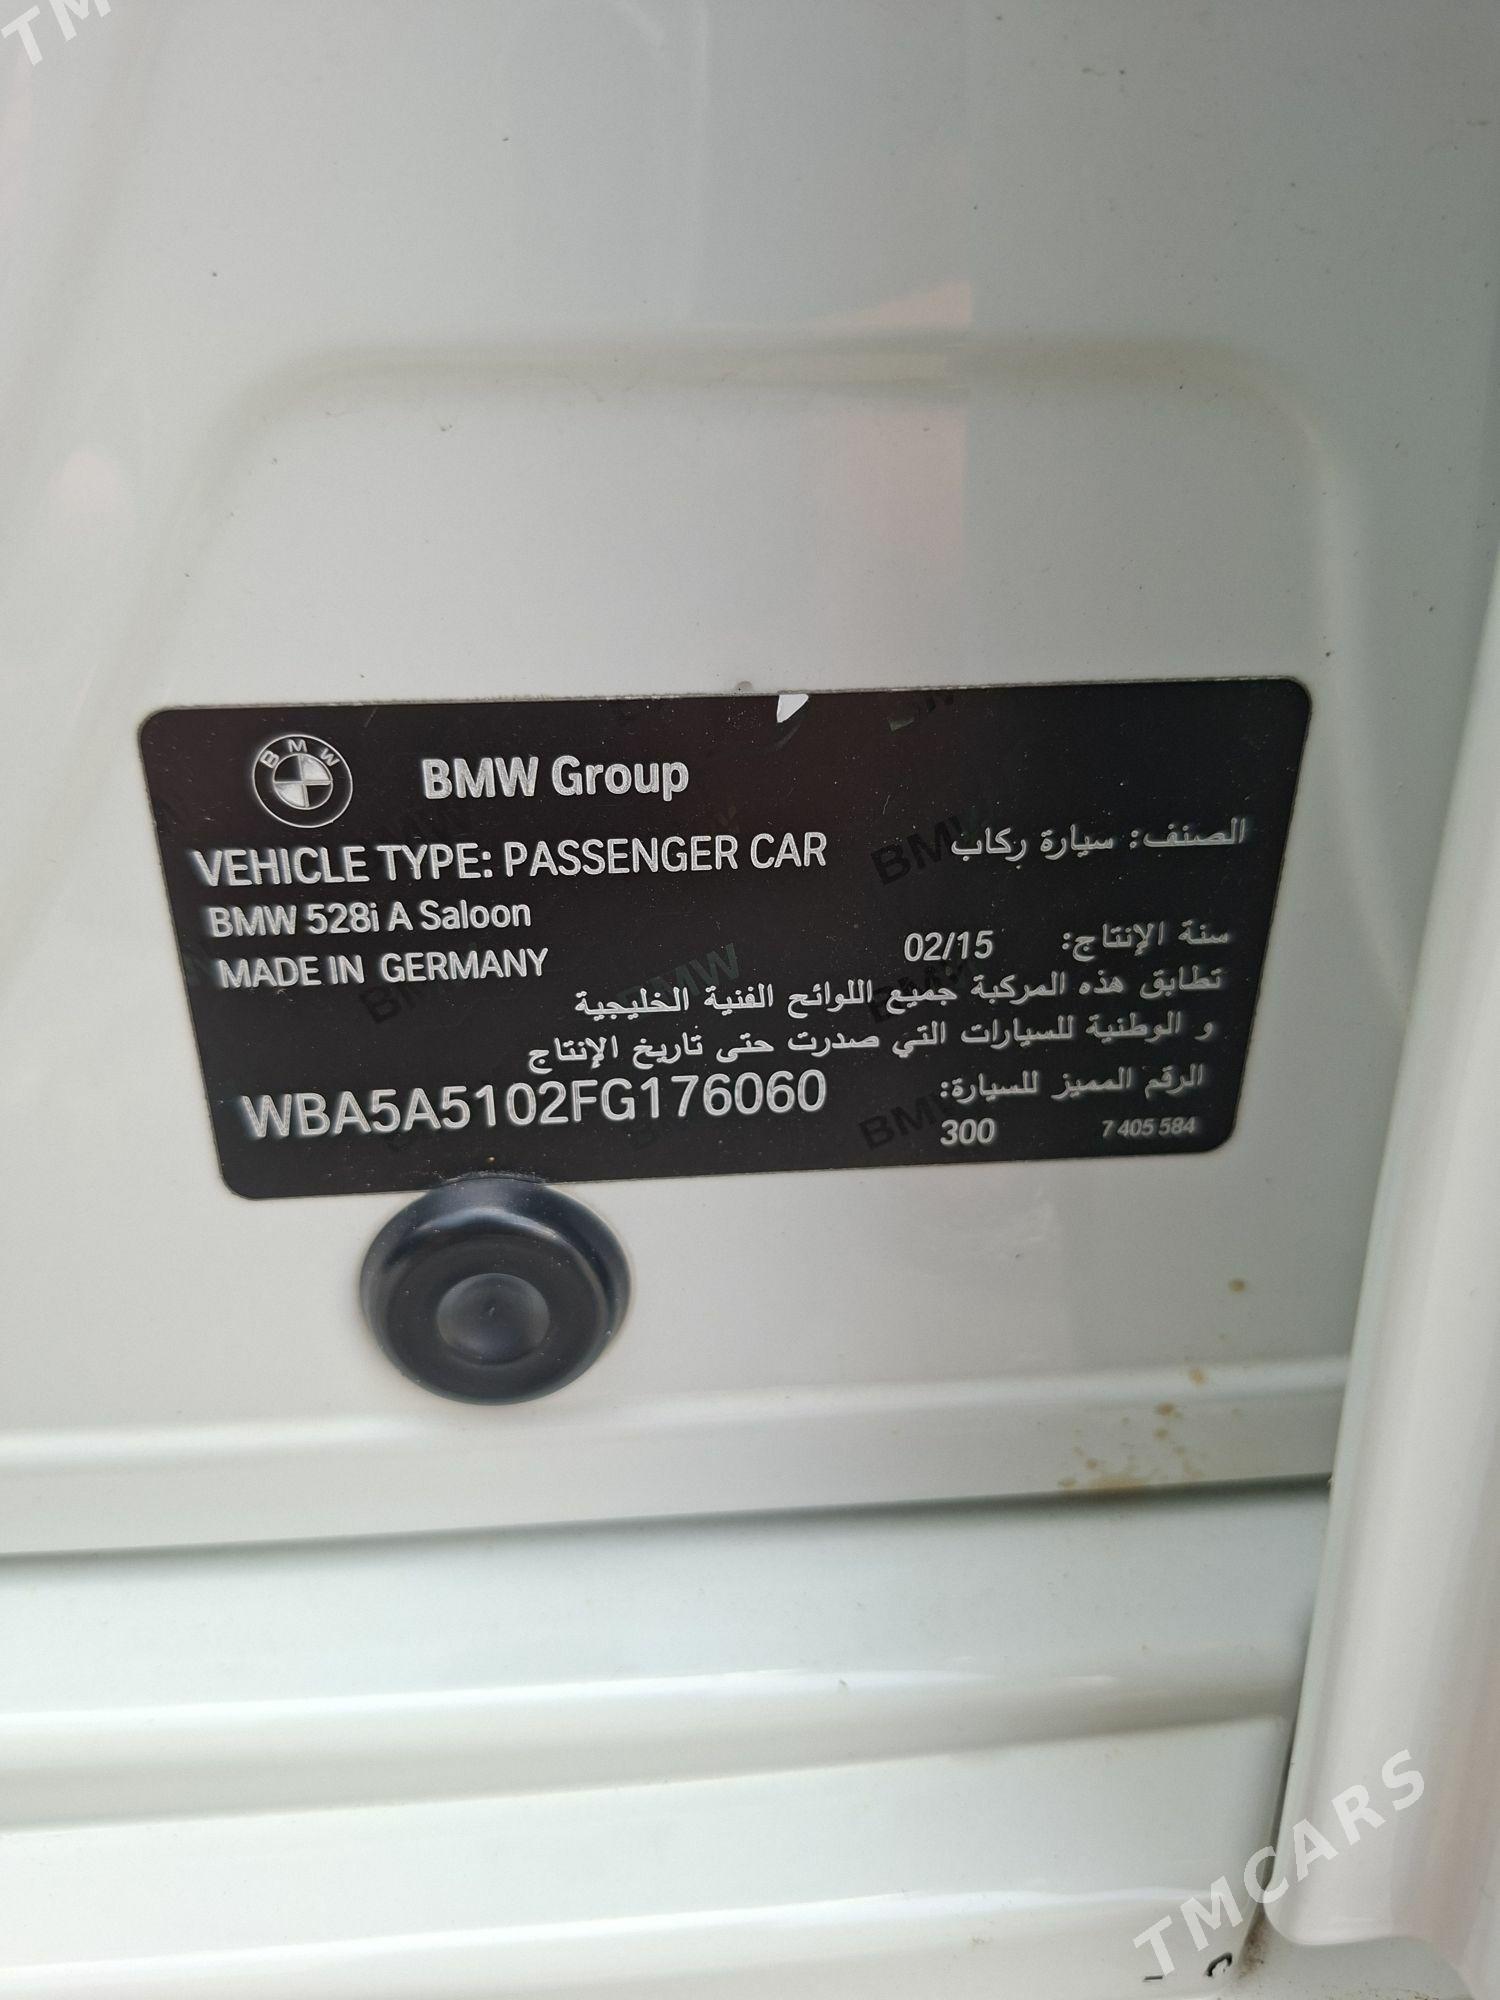 TM
BMW
BMW Group
VEHICLE TYPE: PASSENGER CAR
الصنف: سيارة ركاب
BMW 528i A Saloon
MADE IN GERMANY
سنة الإنتاج: 02/15
تطابق هذه المركبة جميع اللوائح الفنية الخليجية
و الوطنية للسيارات التي صدرت حتى تاريخ الإنتاج
الرقم المميز للسيارة:
WBA5A5102FG176060
300 7 405 584
TMCARS